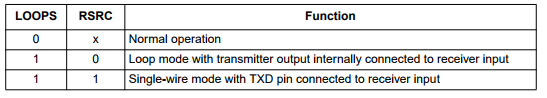 LOOPS RSRC Function
0 x Normal operation
1 0 Loop mode with transmitter output internally connected to receiver input
1 1 Single-wire mode with TXD pin connected to receiver input